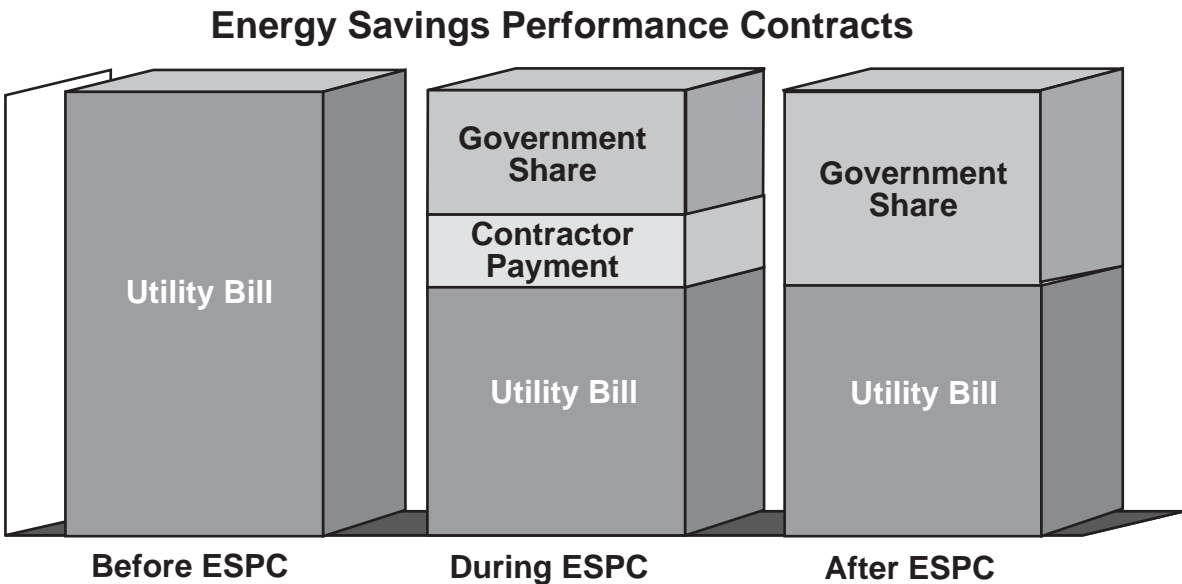 Energy Savings Performance Contracts
Utility Bill
Government
Share
Contractor
Payment
Utility Bill
Government
Share
Utility Bill
Before ESPC
During ESPC
After ESPC